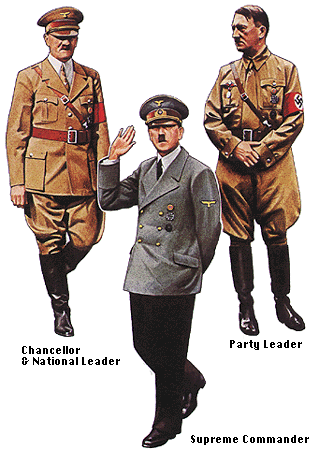 Chancellor
& National Leader
Party Leader
Supreme Commander